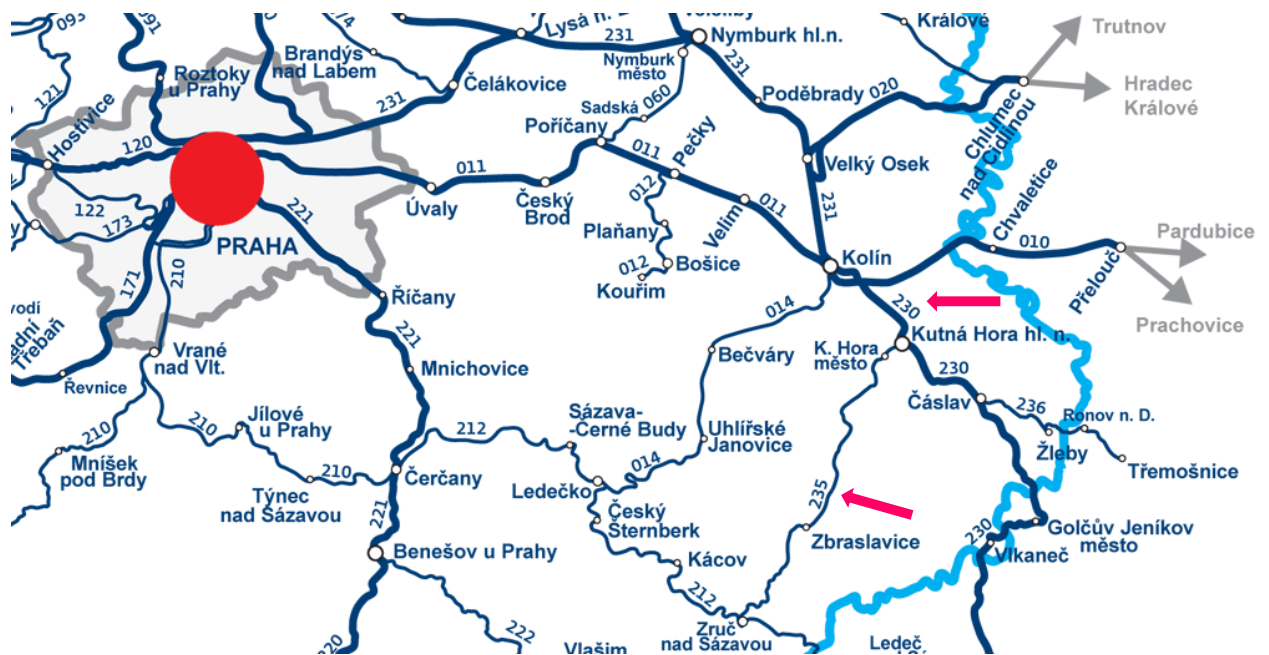 093
091
074
Lysá n.
231
Nymburk hl.n.
Králové
Trutnov
Brandýs
nad Labem
Nymburk
město
231
Roztoky
u Prahy
Čelákovice
Hradec
Králové
121
231
Sadská
060
Poděbrady
020
Chlumec
nad Cidlinou
Hostivice
120
Poříčany
011
Pečky
Velký Osek
011
012
122
173
221
Úvaly
Český
Brod
Velim
011
231
Chvaletice
PRAHA
Plaňany
010
Pardubice
210
171
012
Bošice
Kolín
Přelouč
Kouřim
Říčany
014
230
Prachovice
Třebaň
221
Vrané
nad Vlt.
Bečváry
K. Hora
město
Kutná Hora hl. n.
Mnichovice
Řevnice
230
Čáslav
236
Ronov n. D.
210
Jílové
u Prahy
212
Sázava-
-Černé Budy
Uhlířské
Janovice
Žleby
210
Mníšek
pod Brdy
210
Čerčany
014
Třemošnice
Týnec
nad Sázavou
Ledečko
235
221
Český
Šternberk
Zbraslavice
230
Golčův Jeníkov
město
Benešov u Prahy
Kácov
Vlkaneč
212
222
Zruč
nad Sázavou
220
Vlašim
Ledeč